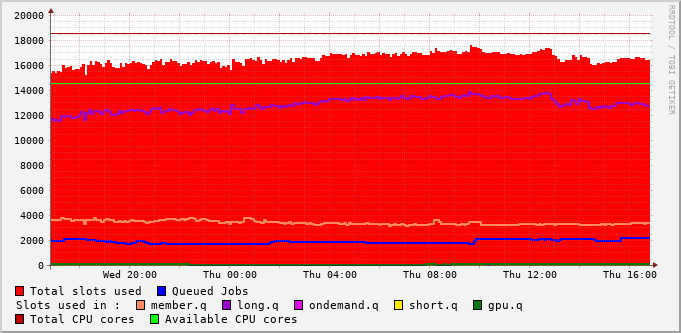 20000
18000
16000
14000
12000
10000
8000
6000
4000
2000
0
Wed 20:00 Thu 00:00 Thu 04:00 Thu 08:00 Thu 12:00 Thu 16:00
RRDTOOL / TOBI OETIKER
Total slots used Queued Jobs
Slots used in : member.q long.q ondemand.q short.q gpu.q
Total CPU cores Available CPU cores